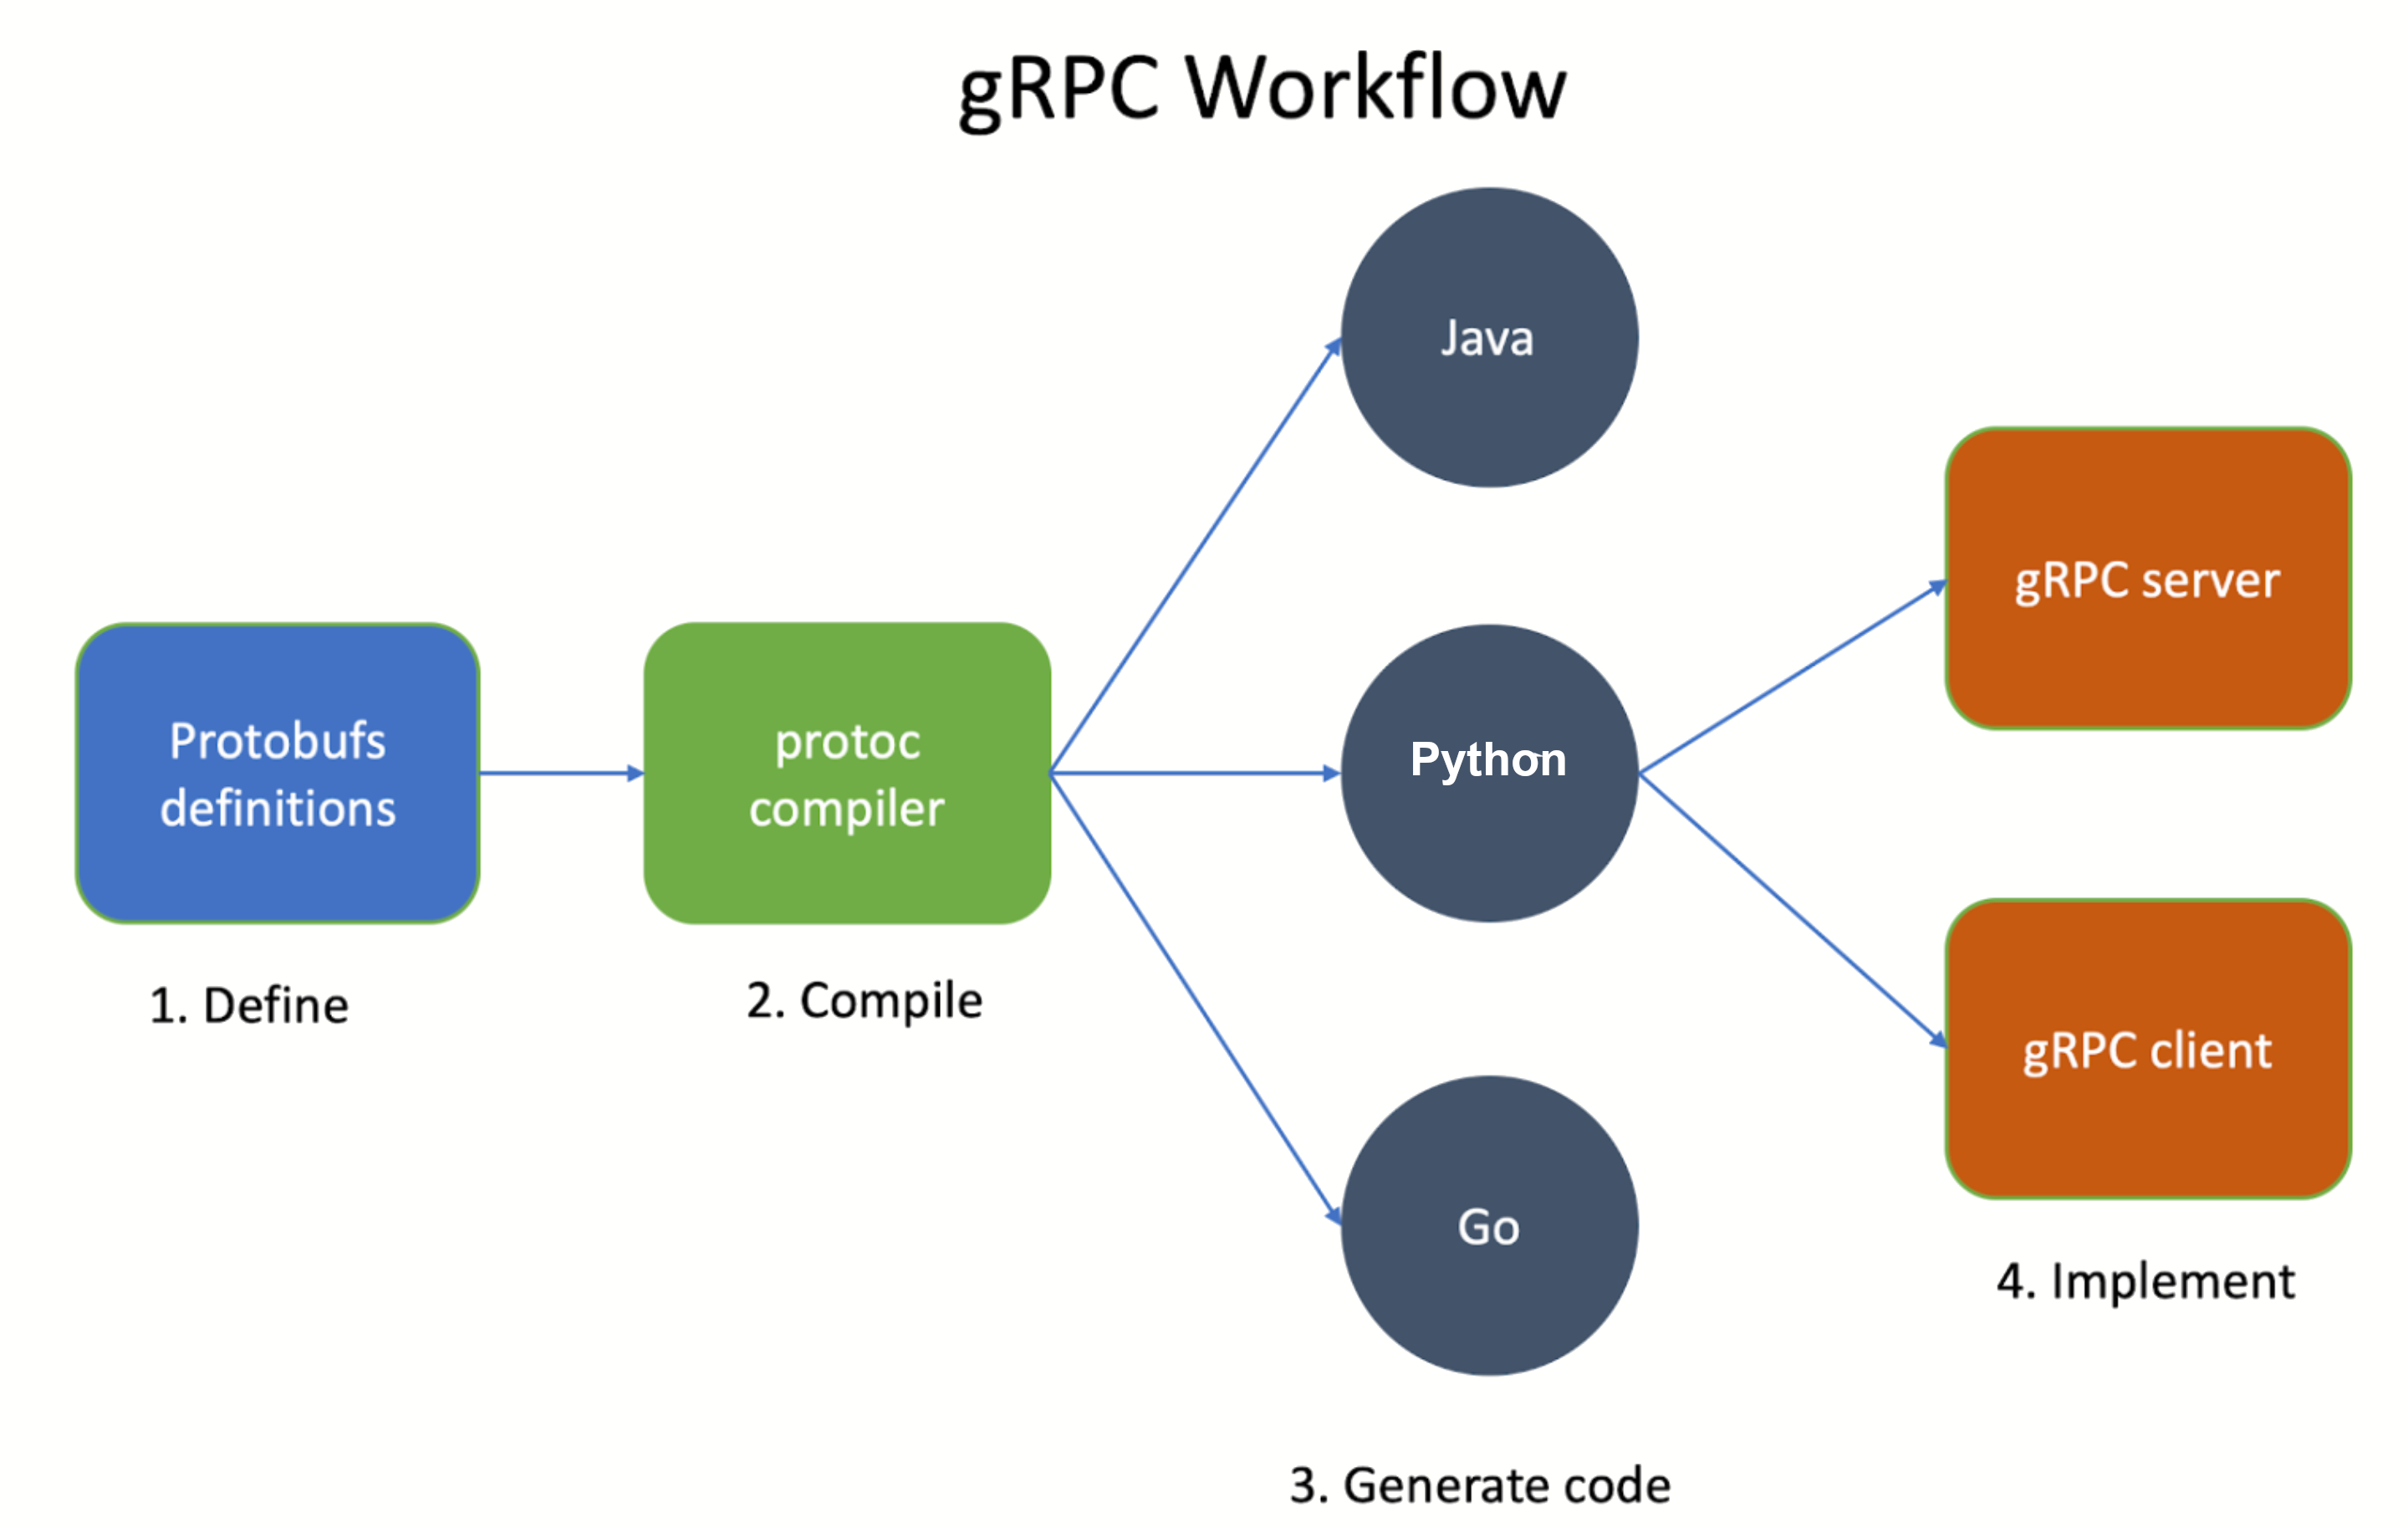 gRPC Workflow
Protobufs
definitions
1. Define
protoc
compiler
2. Compile
Java
Python
Go
3. Generate code
gRPC server
gRPC client
4. Implement